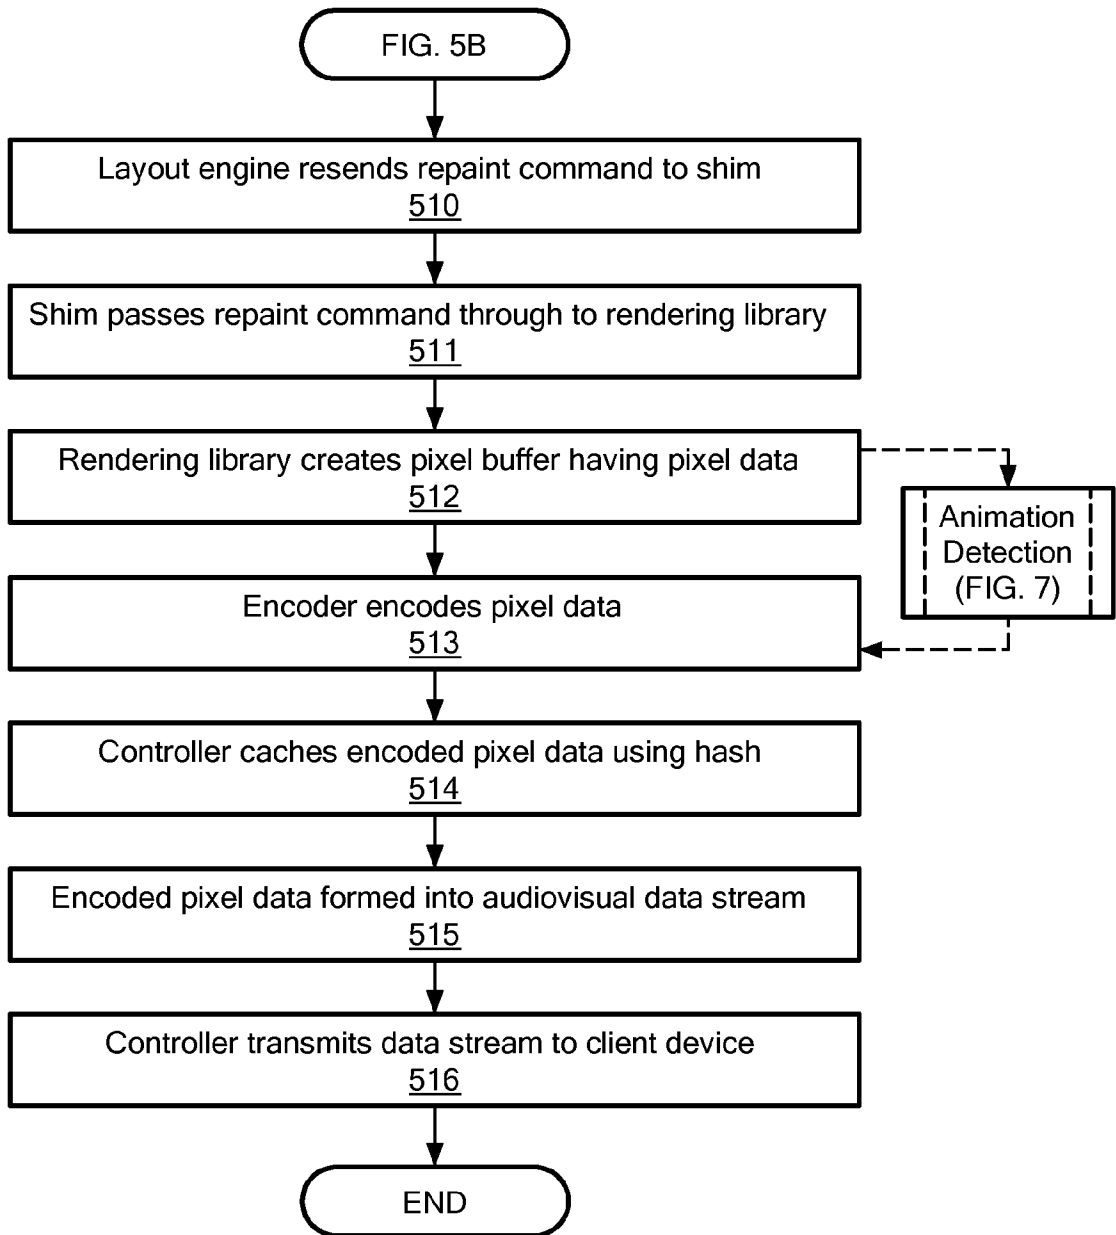 FIG. 5B
Layout engine resends repaint command to shim
510
Shim passes repaint command through to rendering library
511
Rendering library creates pixel buffer having pixel data
512
Animation
Detection
(FIG. 7)
Encoder encodes pixel data
513
Controller caches encoded pixel data using hash
514
Encoded pixel data formed into audiovisual data stream
515
Controller transmits data stream to client device
516
END